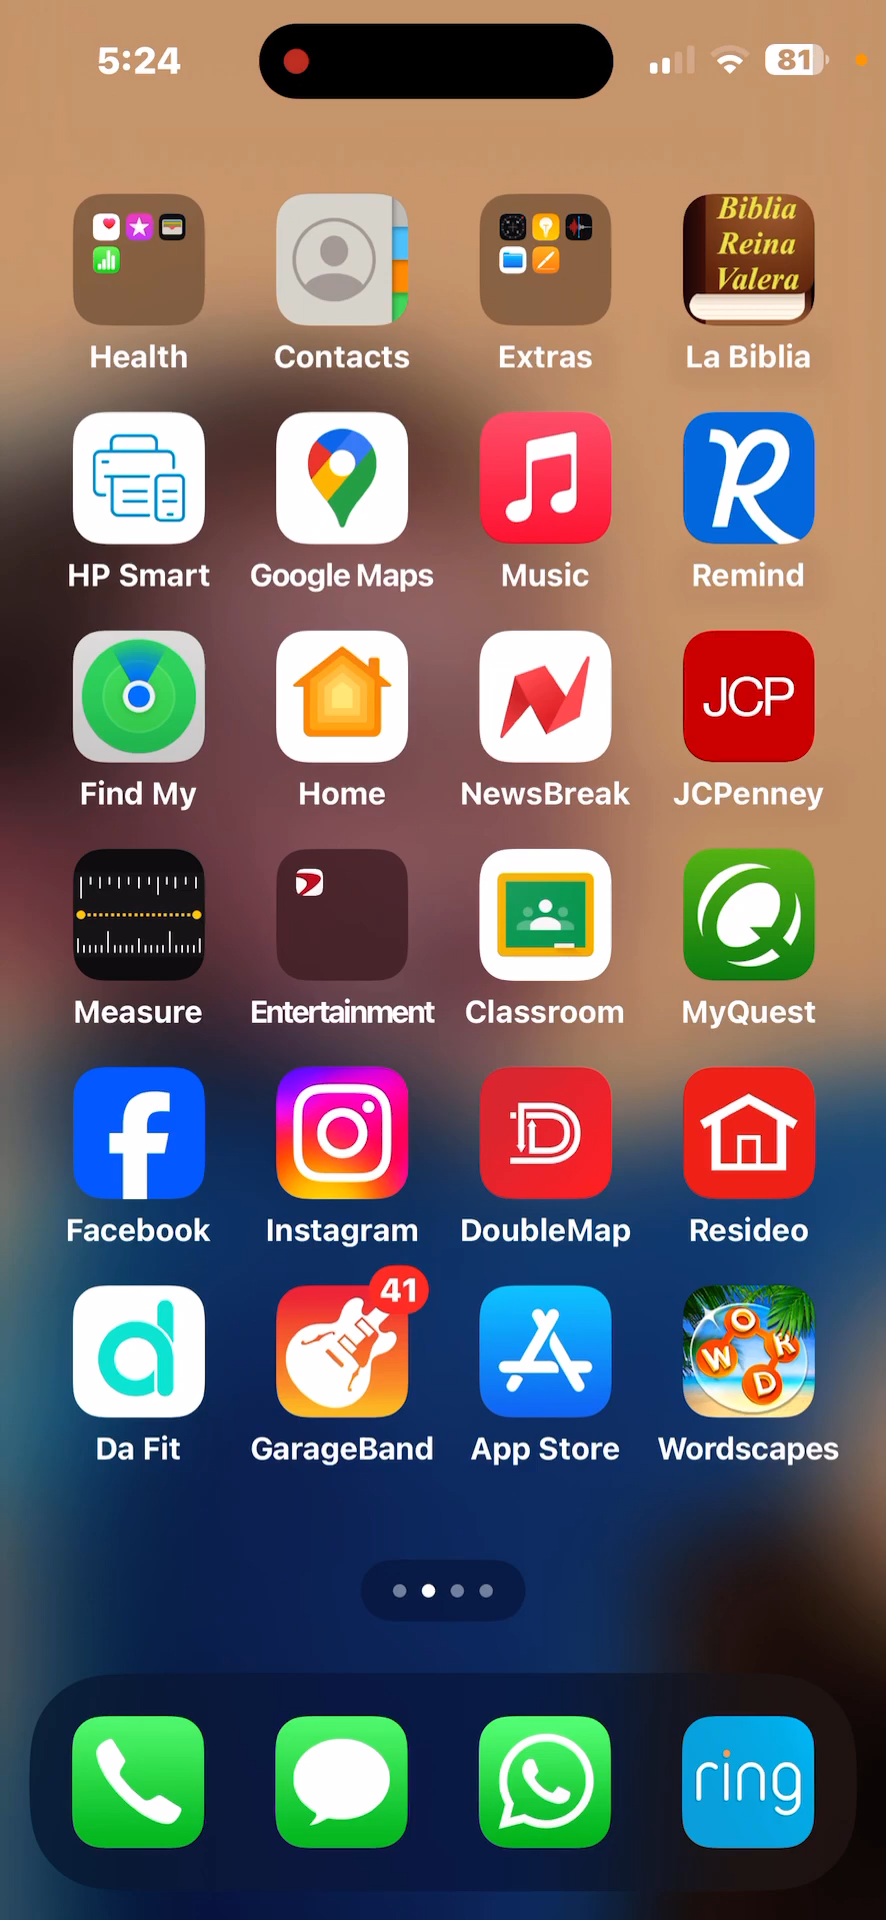 5:24
81
Biblia
Reina
Valera
Health
Contacts
Extras
La Biblia
R
HP Smart
Google Maps
Music
Remind
JCP
Find My
Home
NewsBreak
JCPenney
Measure
Entertainment
Classroom
MyQuest
f
D
Facebook
Instagram
DoubleMap
Resideo
d
41
W O R D
Da Fit
GarageBand
App Store
Wordscapes
ring